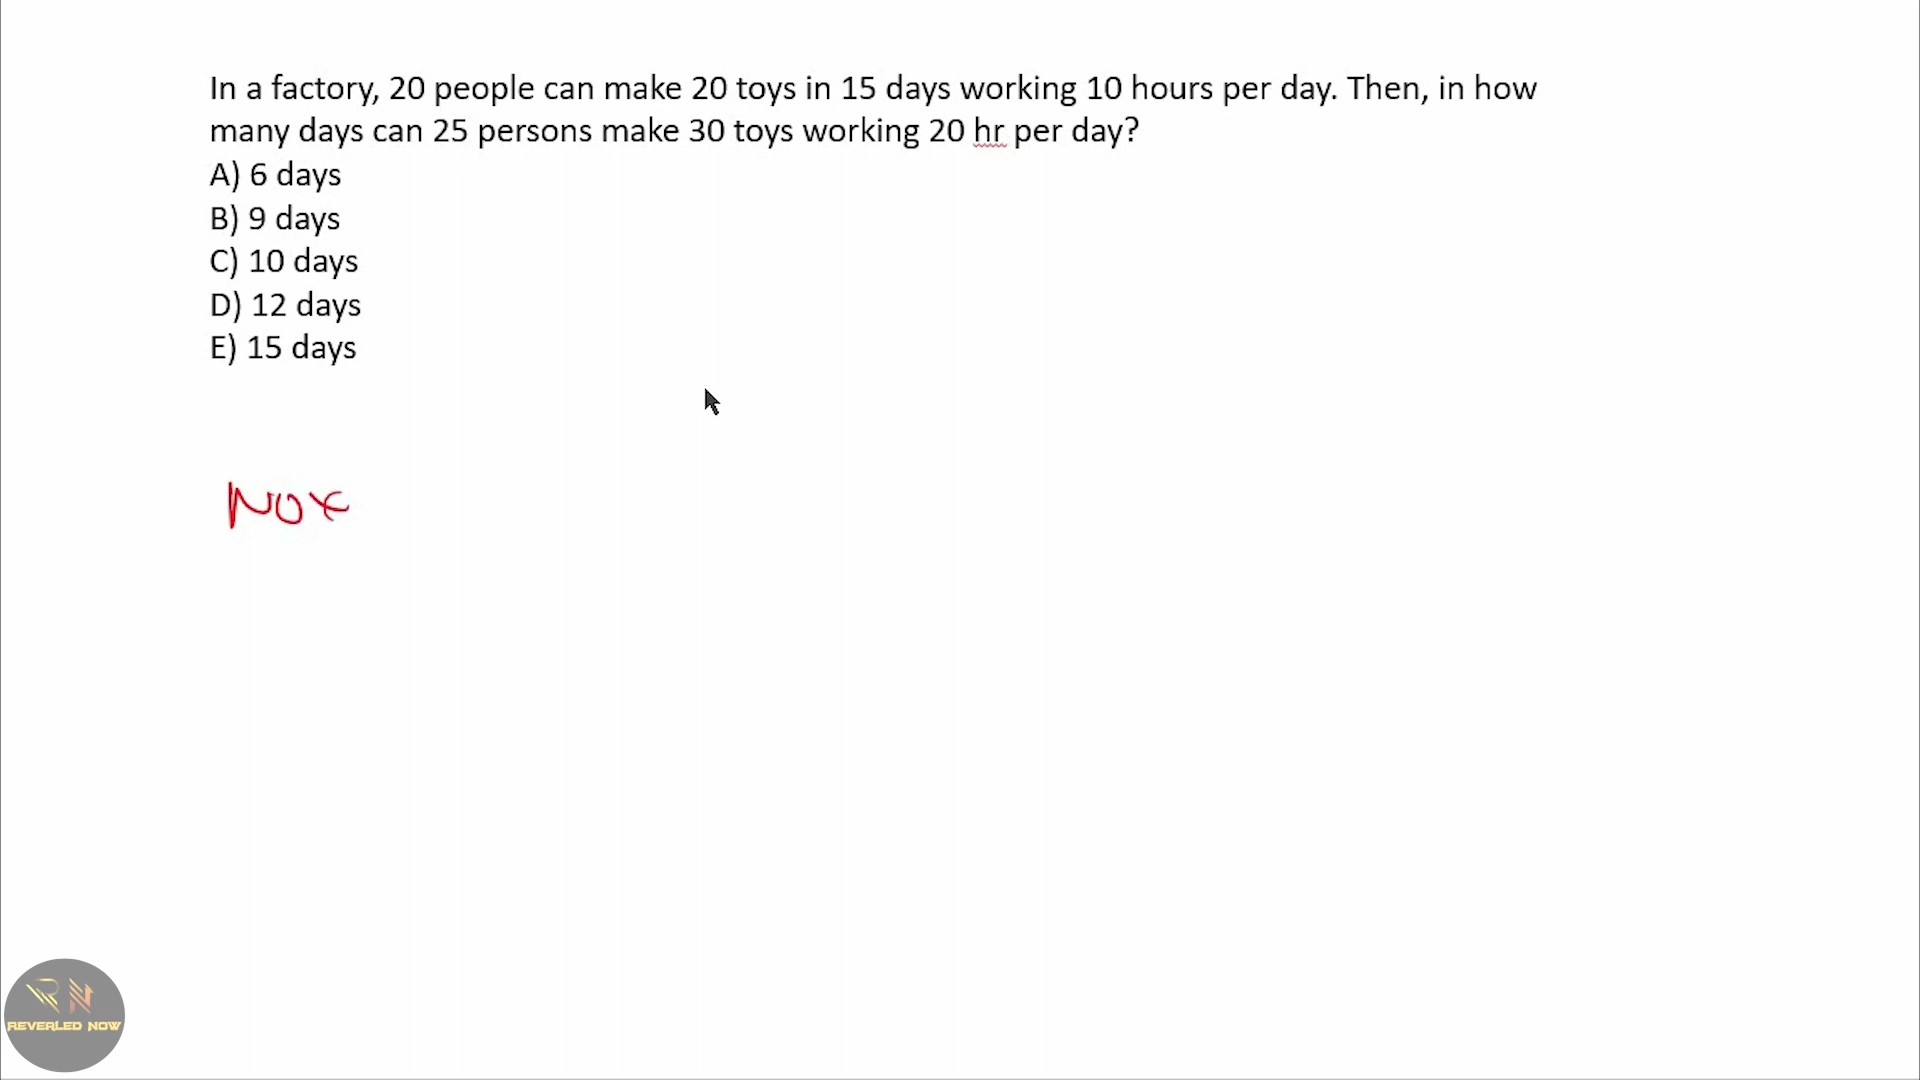 In a factory, 20 people can make 20 toys in 15 days working 10 hours per day. Then, in how
many days can 25 persons make 30 toys working 20 hr per day?
A) 6 days
B) 9 days
C) 10 days
D) 12 days
E) 15 days
RN
REVERLED NOW